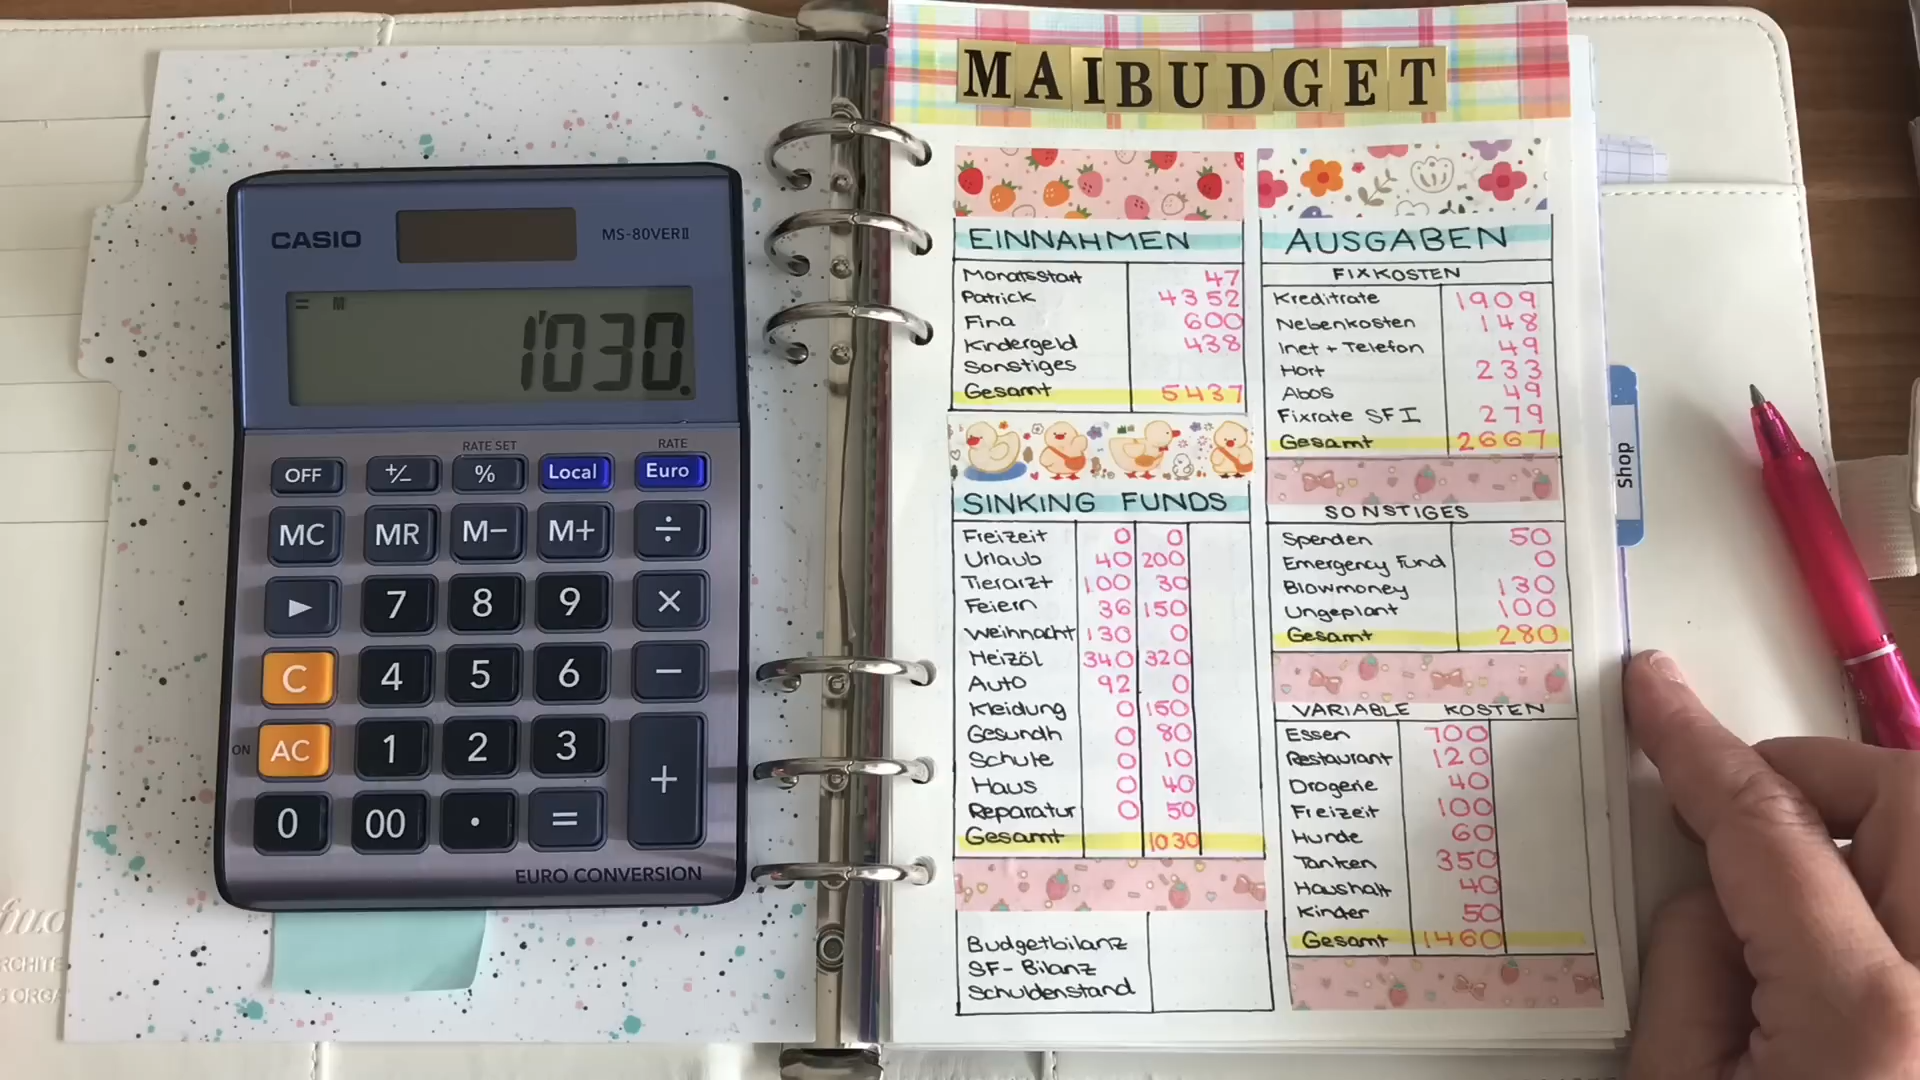 MAIBUDGET
CASIO
MS-80VERII
1'030.
RATE SET
RATE
OFF +/− % Local Euro
MC MR M− M+ ÷
▶ 7 8 9 ×
C 4 5 6 −
ON AC 1 2 3 +
0 00 · =
EURO CONVERSION
EINNAHMEN
Monatsstart 47
Patrick 4352
Fina 600
Kindergeld 438
Sonstiges
Gesamt 5437
SINKING FUNDS
Freizeit 0 0
Urlaub 40 200
Tierarzt 100 30
Feiern 36 150
Weihnacht 130 0
Heizöl 340 320
Auto 92 0
Kleidung 0 150
Gesundh 0 80
Schule 0 10
Haus 0 40
Reparatur 0 50
Gesamt 1030
Budgetbilanz
SF-Bilanz
Schuldenstand
AUSGABEN
FIXKOSTEN
Kreditrate 1909
Nebenkosten 148
Inet + Telefon 49
Hort 233
Abos 49
Fixrate SF I 279
Gesamt 2667
SONSTIGES
Spenden 50
Emergency Fund 0
Blowmoney 130
Ungeplant 100
Gesamt 280
VARIABLE KOSTEN
Essen 700
Restaurant 120
Drogerie 40
Freizeit 100
Hunde 60
Tanken 350
Haushalt 40
Kinder 50
Gesamt 1460
Shop